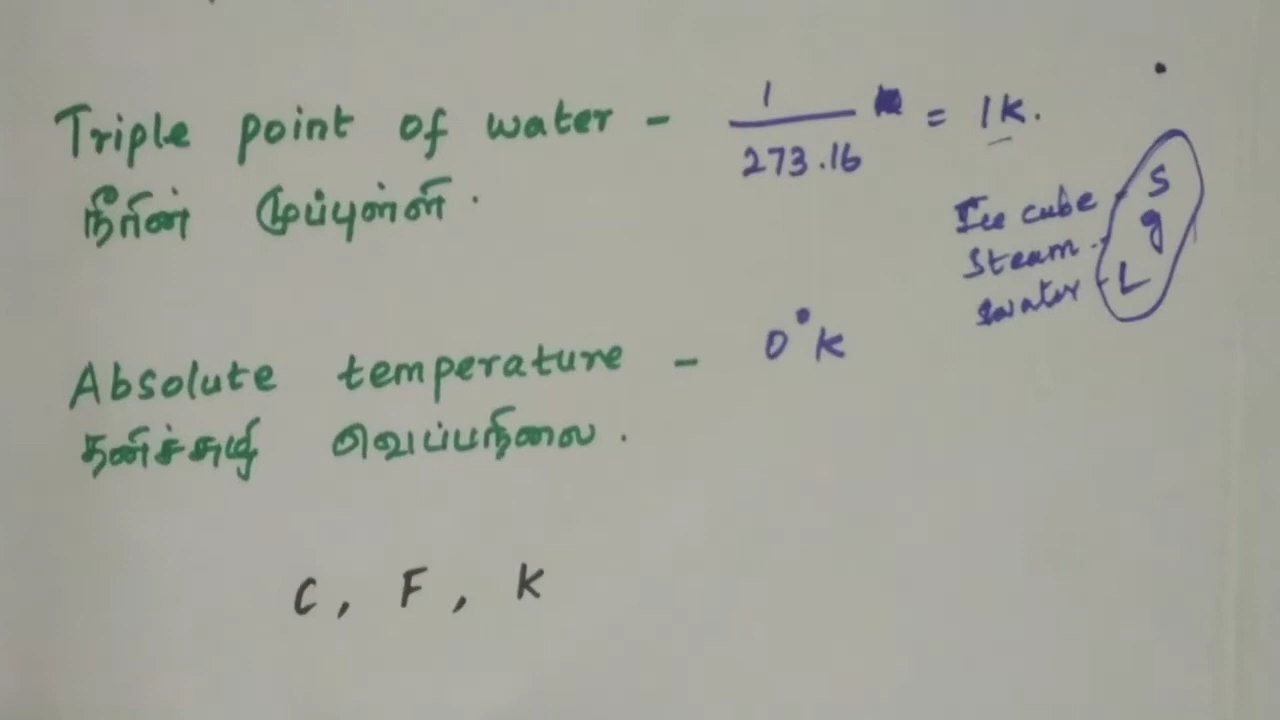 Triple point of water - 1/273.16 = 1K.
நீரின் முப்புள்ளி.
Ice cube - S
Steam - g
water - L
Absolute temperature - 0°K
தனிச்சுழி வெப்பநிலை.
C, F, K